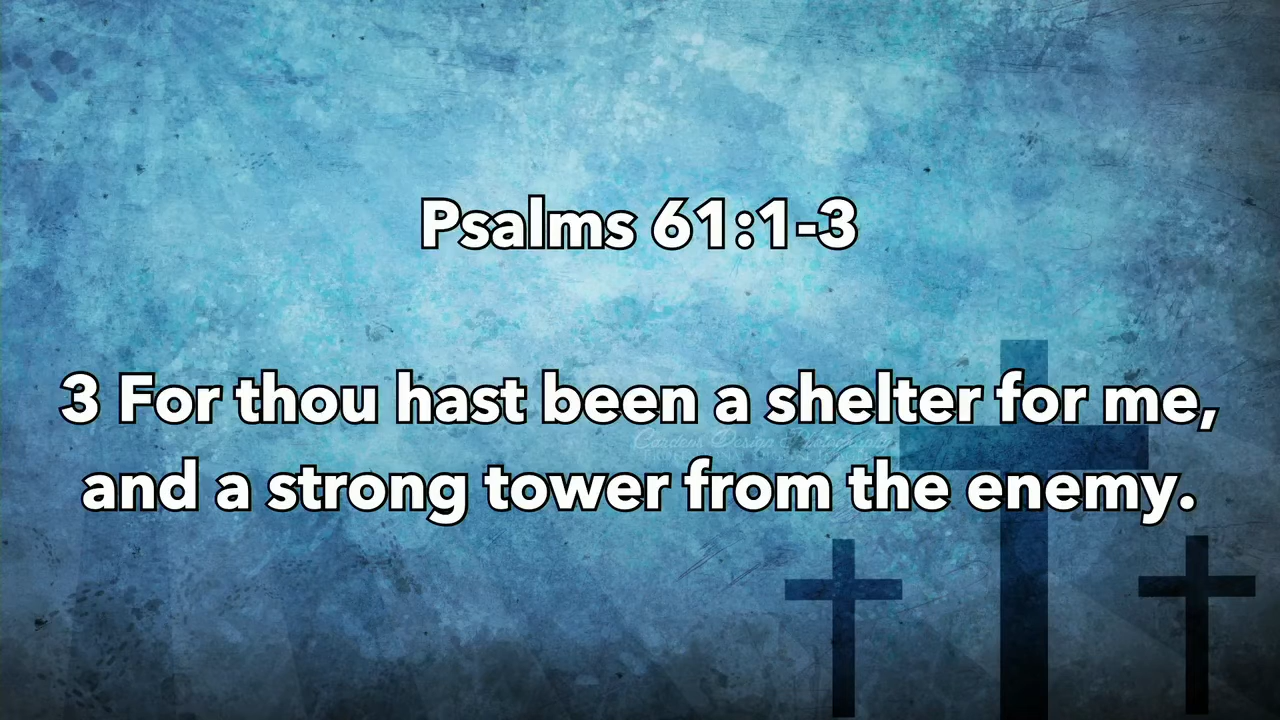 Psalms 61:1-3
3 For thou hast been a shelter for me,
and a strong tower from the enemy.